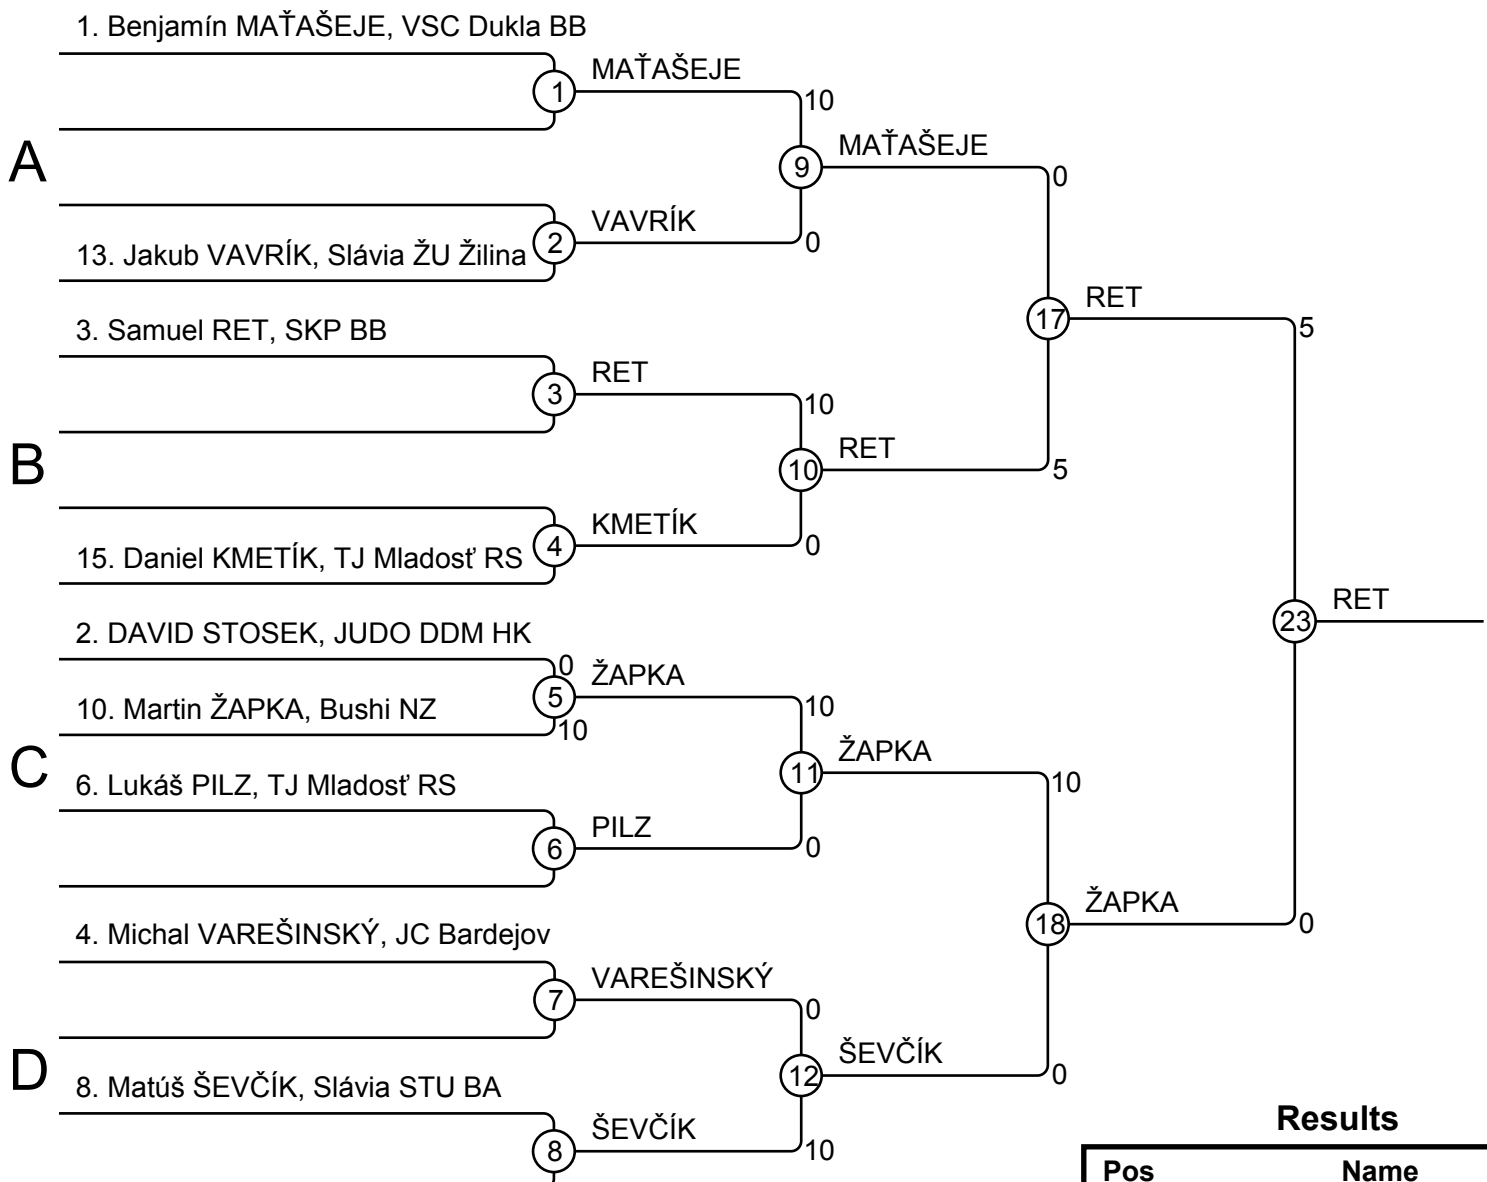 1. Benjamín MAŤAŠEJE, VSC Dukla BB
MAŤAŠEJE
1
10
A
MAŤAŠEJE
9
0
VAVRÍK
2
0
13. Jakub VAVRÍK, Slávia ŽU Žilina
RET
17
5
3. Samuel RET, SKP BB
RET
3
10
B
RET
10
5
KMETÍK
4
0
15. Daniel KMETÍK, TJ Mladosť RS
RET
23
2. DAVID STOSEK, JUDO DDM HK
0
ŽAPKA
5
10
10. Martin ŽAPKA, Bushi NZ
10
C
ŽAPKA
11
10
6. Lukáš PILZ, TJ Mladosť RS
PILZ
6
0
ŽAPKA
18
0
4. Michal VAREŠINSKÝ, JC Bardejov
VAREŠINSKÝ
7
0
D
ŠEVČÍK
12
0
8. Matúš ŠEVČÍK, Slávia STU BA
ŠEVČÍK
8
10
Results
Pos Name